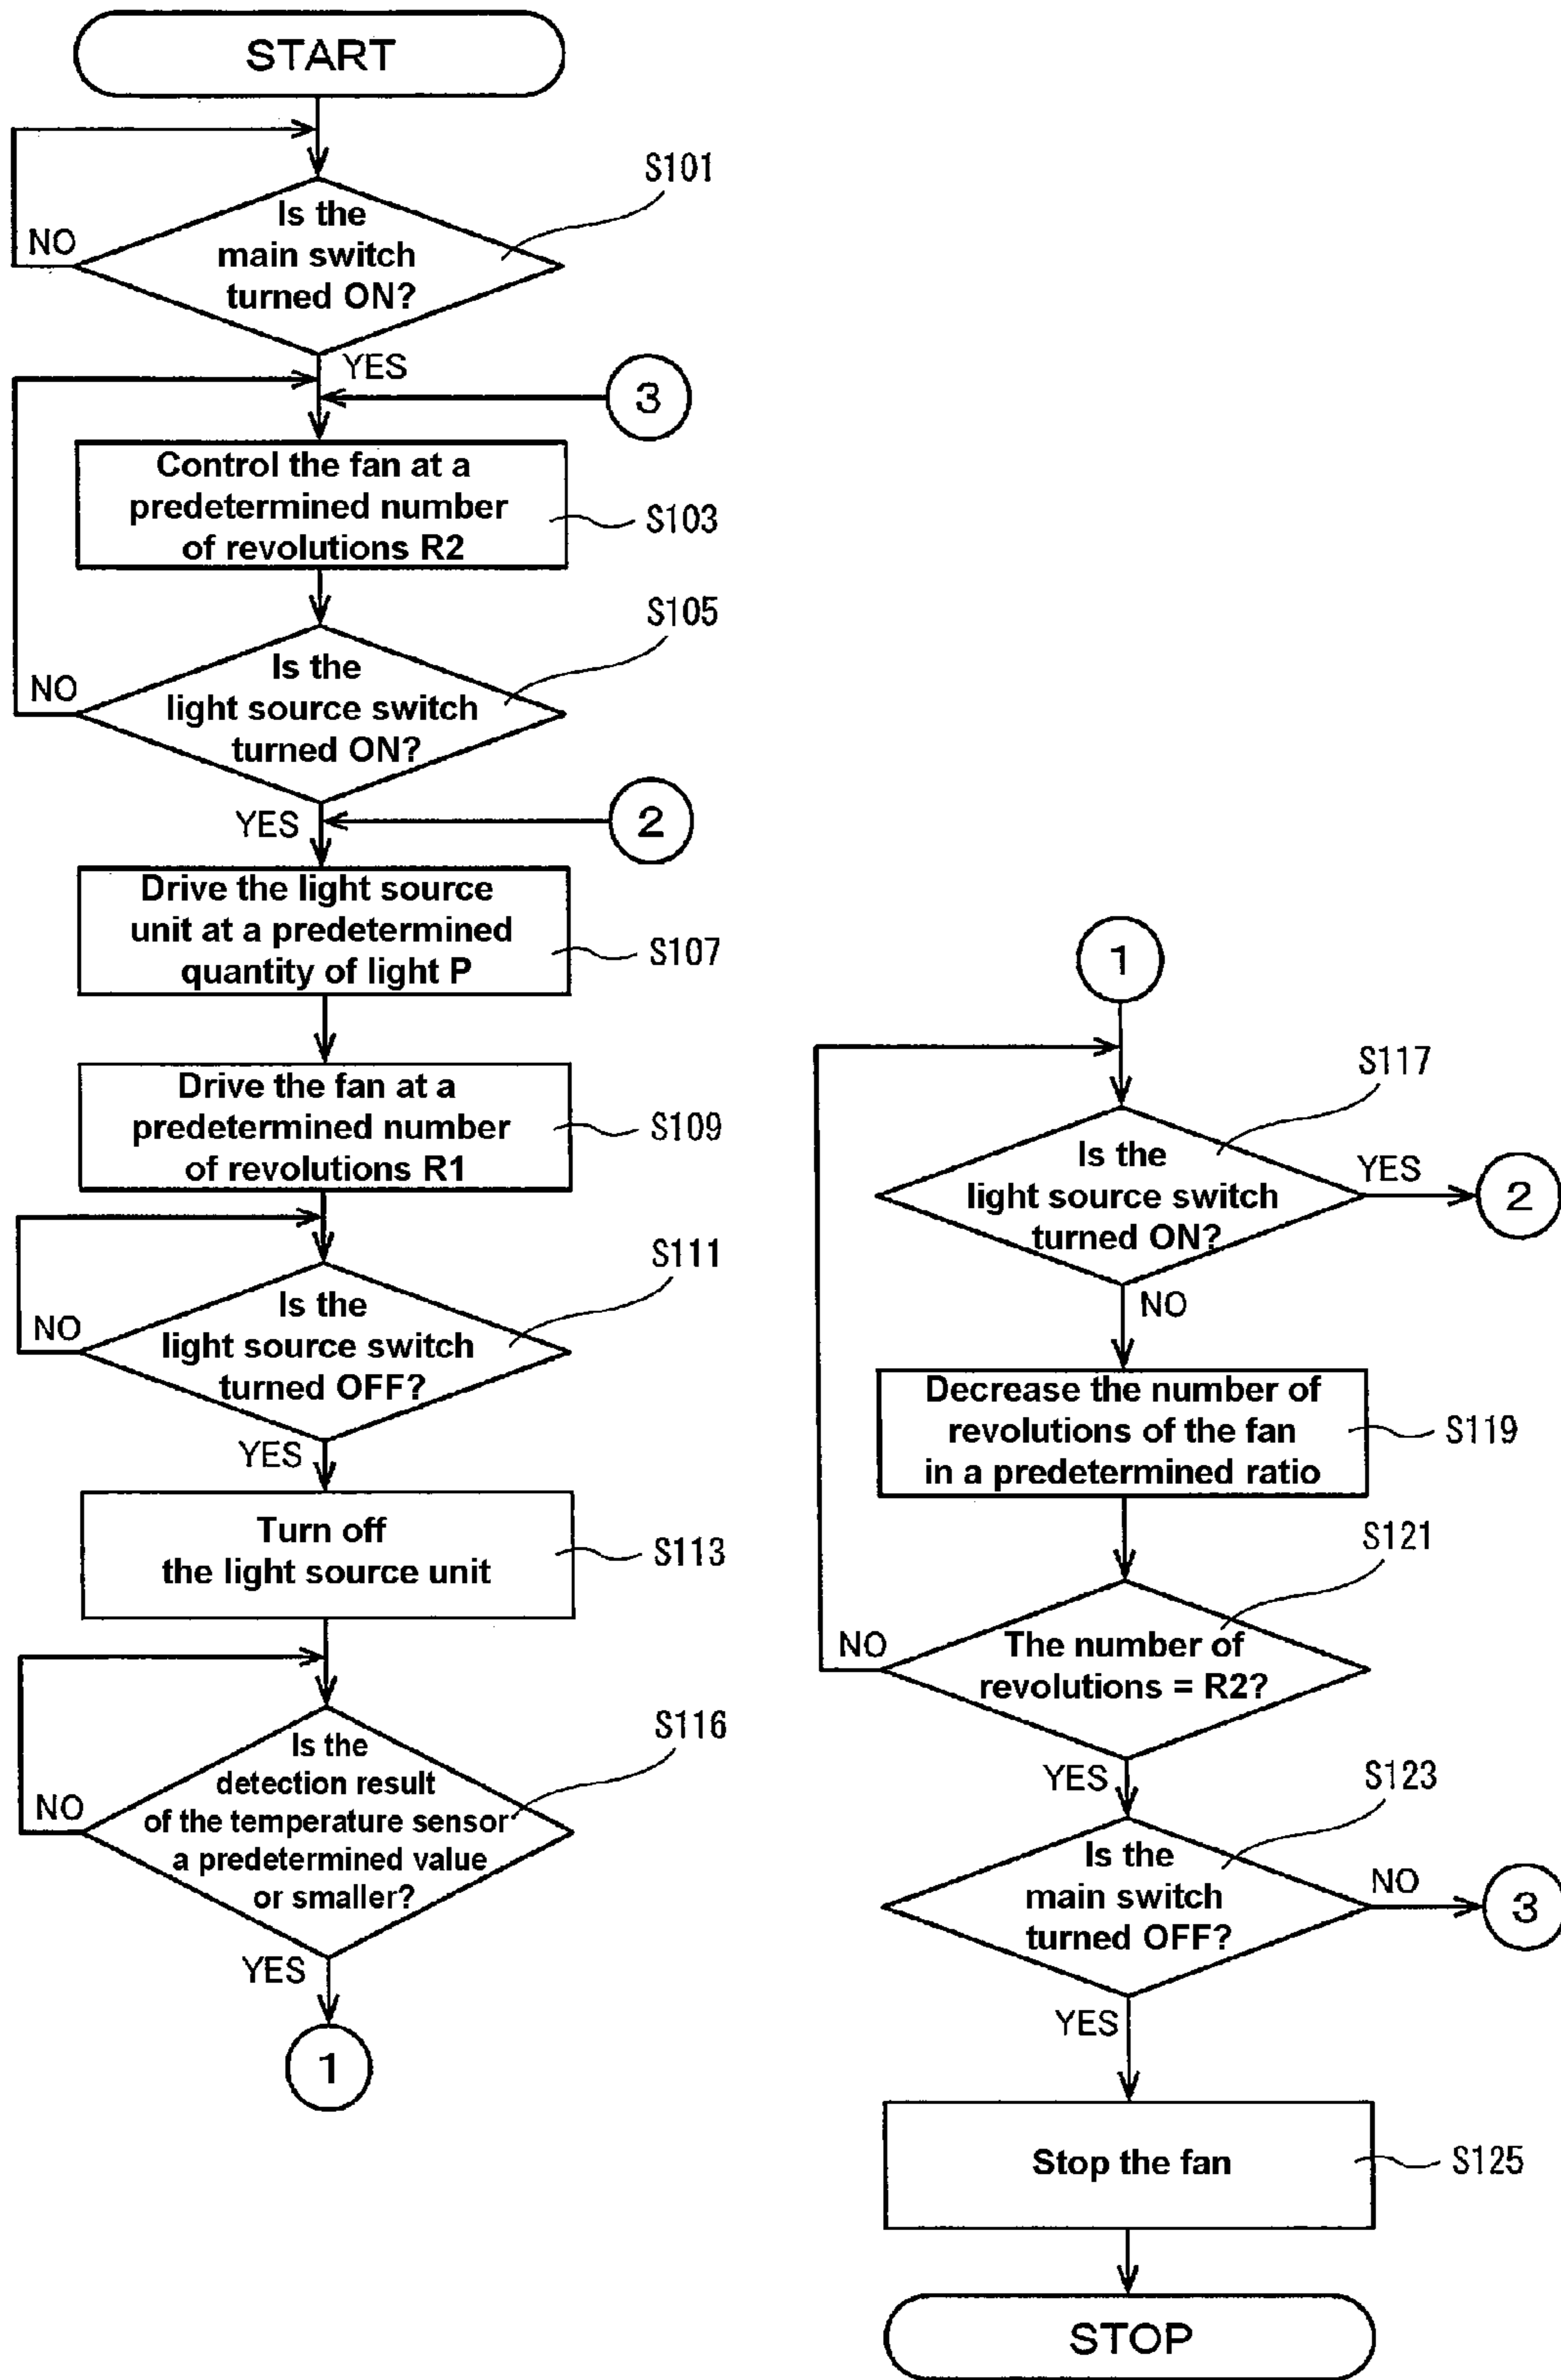 START
S101
Is the
main switch
turned ON?
NO
YES
3
Control the fan at a
predetermined number
of revolutions R2
S103
S105
Is the
light source switch
turned ON?
NO
YES
2
Drive the light source
unit at a predetermined
quantity of light P
S107
Drive the fan at a
predetermined number
of revolutions R1
S109
S111
Is the
light source switch
turned OFF?
NO
YES
Turn off
the light source unit
S113
S116
Is the
detection result
of the temperature sensor
a predetermined value
or smaller?
NO
YES
1
1
S117
Is the
light source switch
turned ON?
YES
2
NO
Decrease the number of
revolutions of the fan
in a predetermined ratio
S119
S121
The number of
revolutions = R2?
NO
YES
S123
Is the
main switch
turned OFF?
NO
3
YES
Stop the fan
S125
STOP